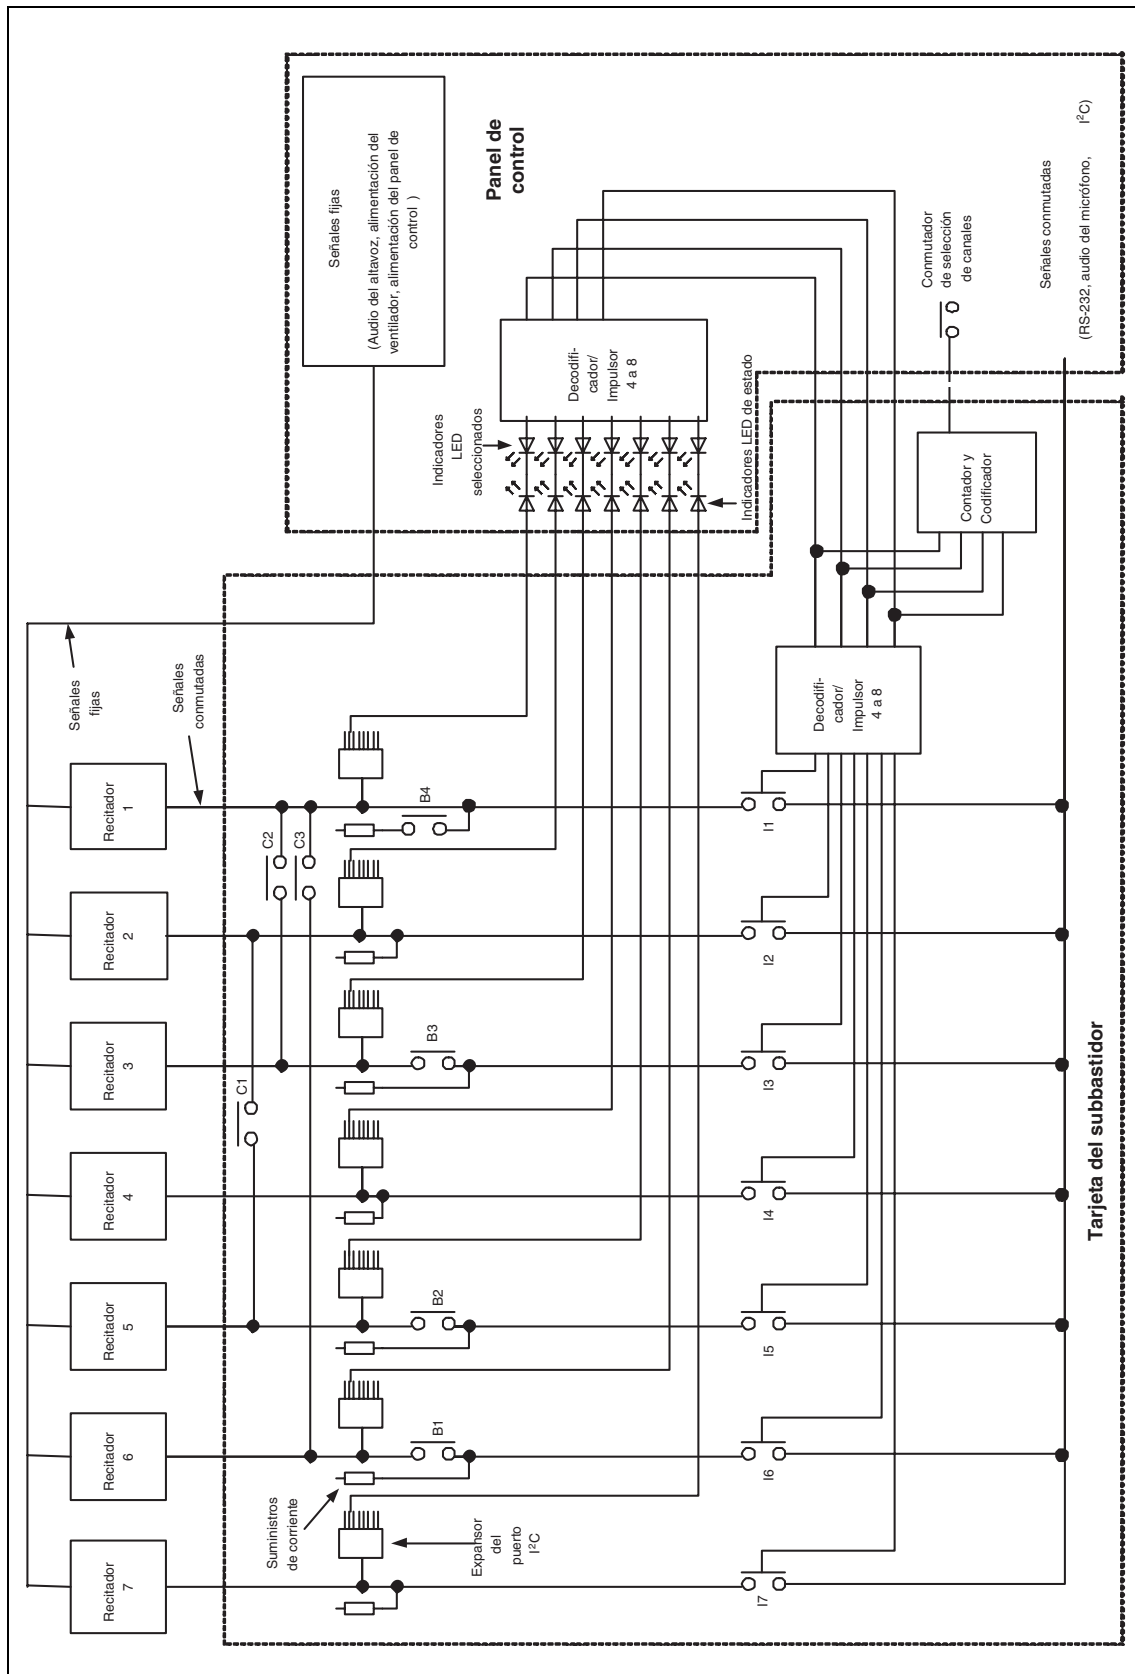 Recitador
7
Recitador
6
Recitador
5
Recitador
4
Recitador
3
Recitador
2
Recitador
1
Señales
fijas
Señales
conmutadas
C1
C2
C3
Suministros
de corriente
Expansor
del
puerto
I²C
B1
B2
B3
B4
I7
I6
I5
I4
I3
I2
I1
Decodifi-
cador/
Impulsor
4 a 8
Contador y
Codificador
Tarjeta del subbastidor
Señales fijas
(Audio del altavoz, alimentación del
ventilador, alimentación del panel de
control )
Panel de
control
Indicadores
LED
seleccionados
Decodifi-
cador/
Impulsor
4 a 8
Indicadores LED de estado
Conmutador
de selección
de canales
Señales conmutadas
(RS-232, audio del micrófono, I²C)